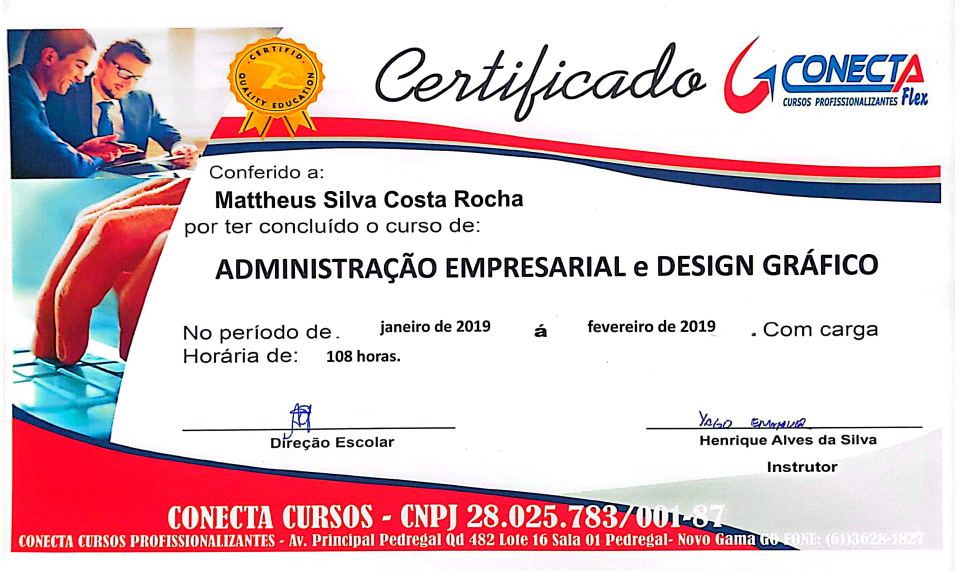 CERTIFID
QUALITY EDUCATION
Certificado
CONECTA
CURSOS PROFISSIONALIZANTES Flex
Conferido a:
Mattheus Silva Costa Rocha
por ter concluído o curso de:
ADMINISTRAÇÃO EMPRESARIAL e DESIGN GRÁFICO
No período de. janeiro de 2019 á fevereiro de 2019 . Com carga
Horária de: 108 horas.
Yago
Direção Escolar
Henrique Alves da Silva
Instrutor
CONECTA CURSOS - CNPJ 28.025.783/001-87
CONECTA CURSOS PROFISSIONALIZANTES - Av. Principal Pedregal Qd 482 Lote 16 Sala 01 Pedregal- Novo Gama GO FONE: (61)3628-1827